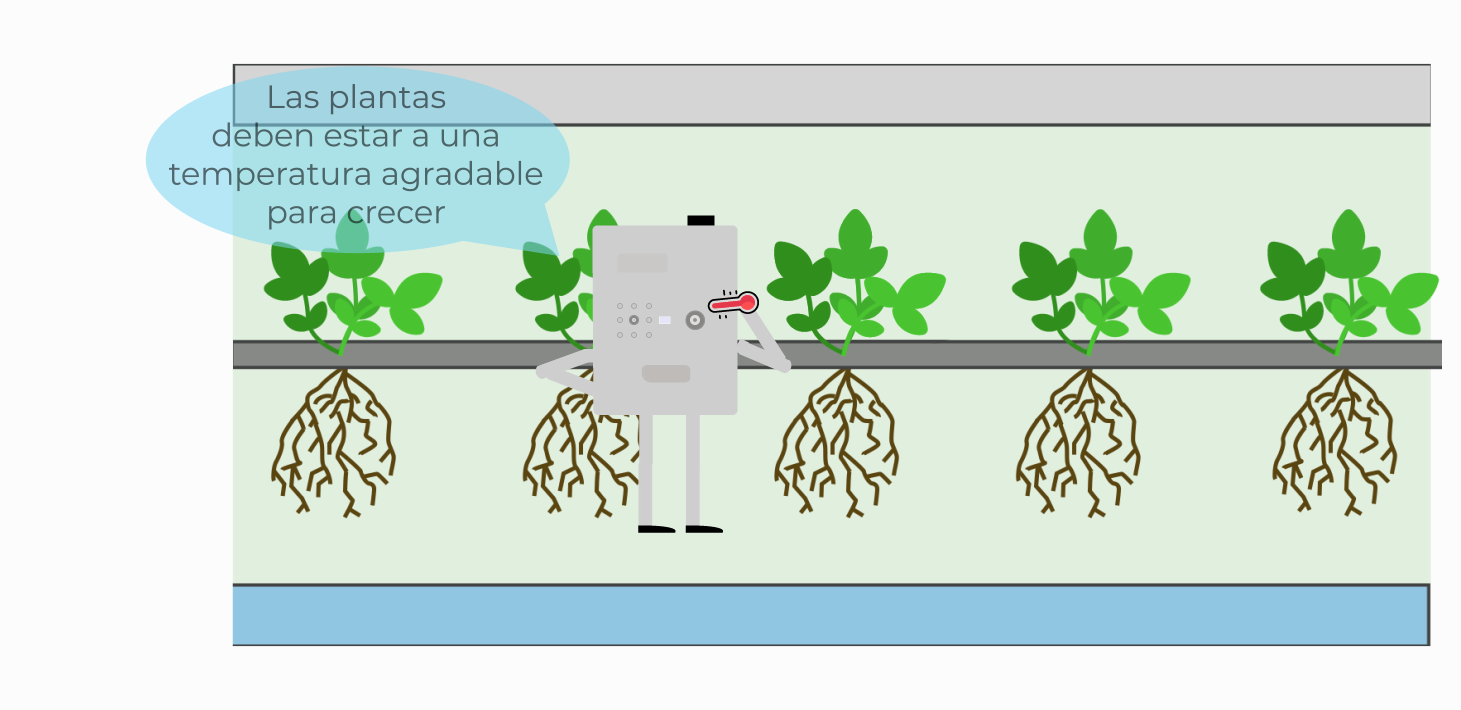 Las plantas
deben estar a una
temperatura agradable
para crecer